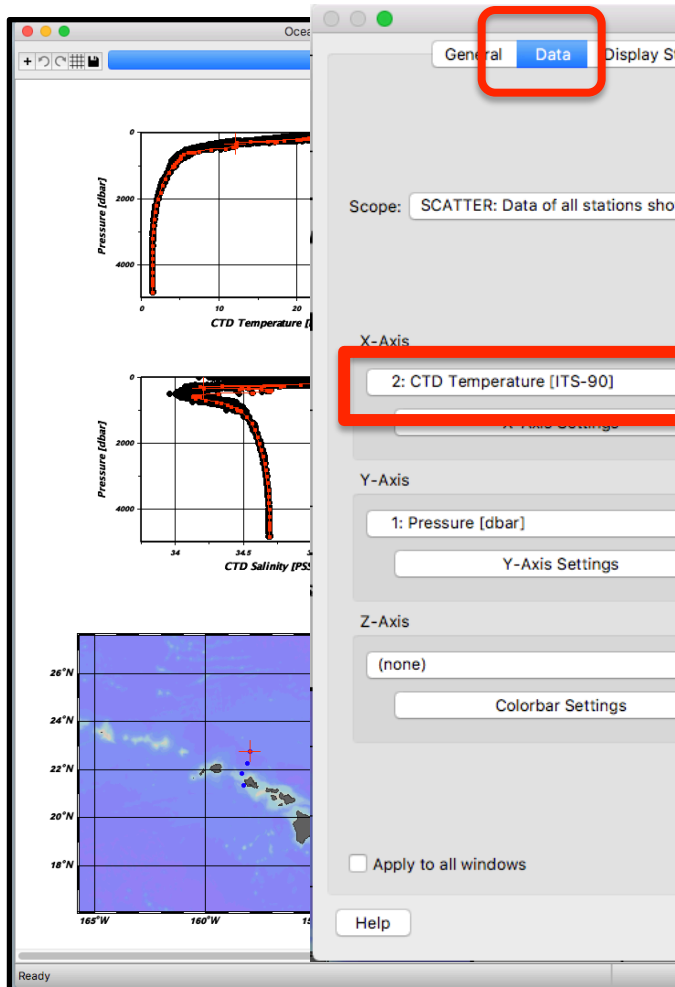 Ocea
0
2000
4000
Pressure [dbar]
0
10
20
CTD Temperature [
0
2000
4000
Pressure [dbar]
34
34.5
CTD Salinity [PSS
26°N
24°N
22°N
20°N
18°N
165°W
160°W
15
Ready
General
Data
Display St
Scope:
SCATTER: Data of all stations sho
X-Axis
2: CTD Temperature [ITS-90]
X-Axis Settings
Y-Axis
1: Pressure [dbar]
Y-Axis Settings
Z-Axis
(none)
Colorbar Settings
Apply to all windows
Help